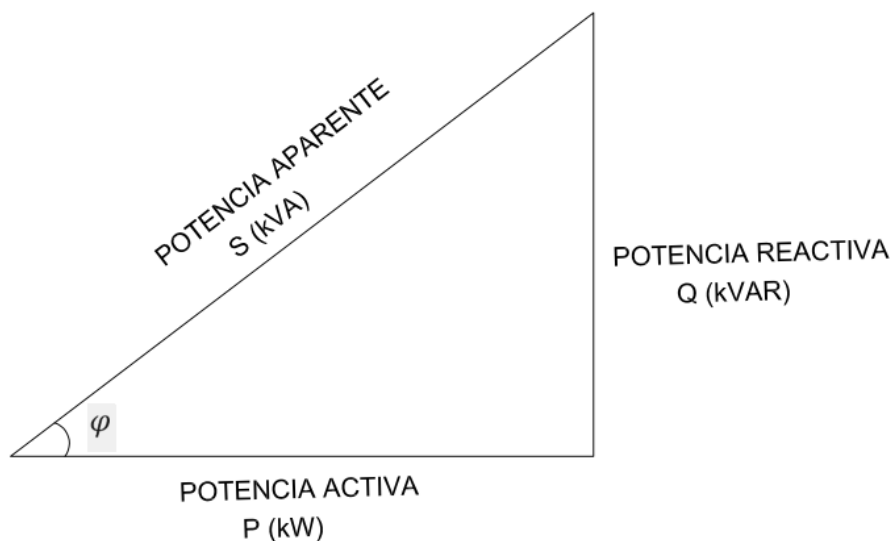 POTENCIA APARENTE
S (kVA)
POTENCIA REACTIVA
Q (kVAR)
φ
POTENCIA ACTIVA
P (kW)